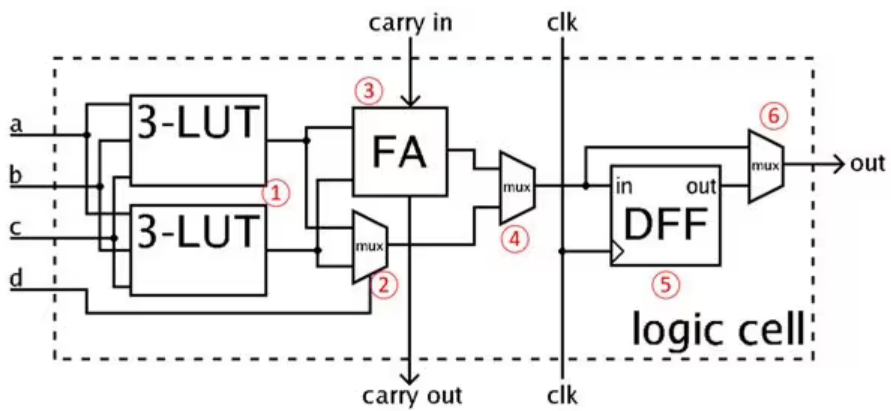 carry in
clk
③
⑥
a
3-LUT
FA
mux
out
b
①
mux
in
out
c
3-LUT
DFF
mux
④
d
②
⑤
logic cell
carry out
clk